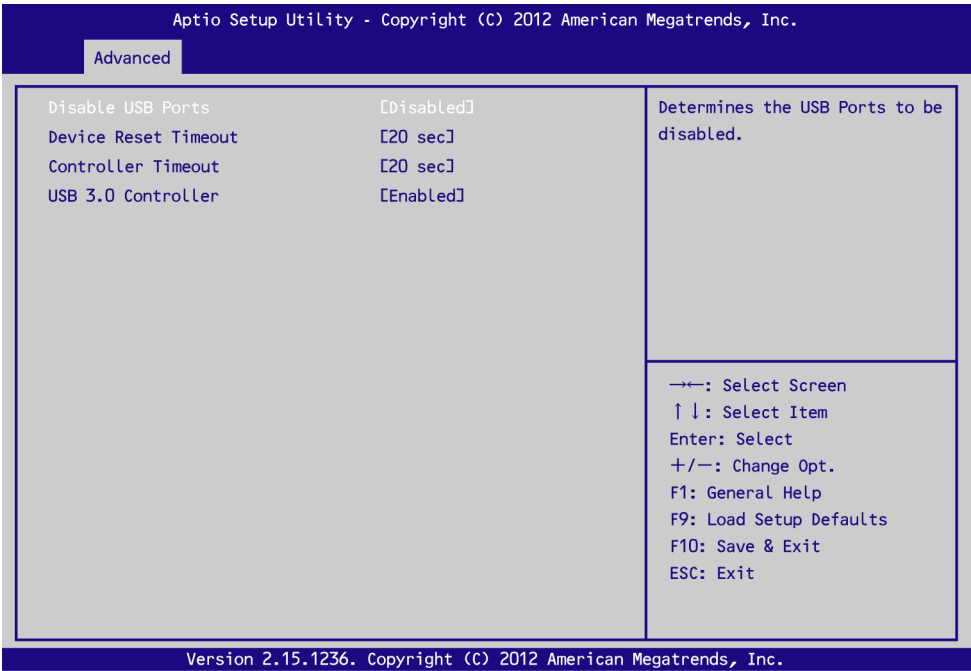 Aptio Setup Utility - Copyright (C) 2012 American Megatrends, Inc.
Advanced
Disable USB Ports [Disabled]
Device Reset Timeout [20 sec]
Controller Timeout [20 sec]
USB 3.0 Controller [Enabled]
Determines the USB Ports to be
disabled.
→←: Select Screen
↑↓: Select Item
Enter: Select
+/−: Change Opt.
F1: General Help
F9: Load Setup Defaults
F10: Save & Exit
ESC: Exit
Version 2.15.1236. Copyright (C) 2012 American Megatrends, Inc.